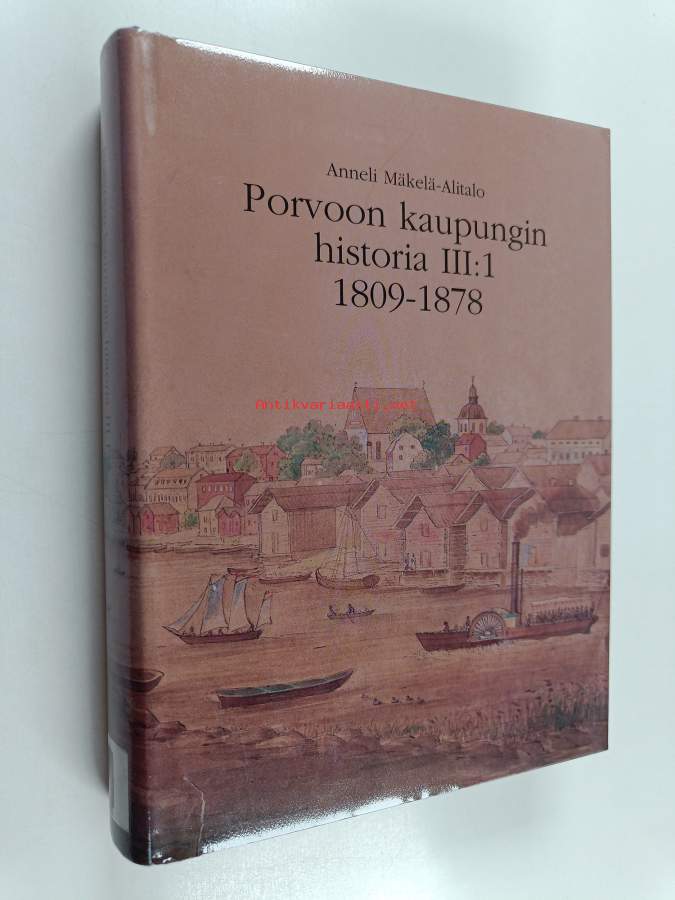 Anneli Mäkelä-Alitalo
Porvoon kaupungin
historia III:1
1809-1878
Antikvariaatti.net